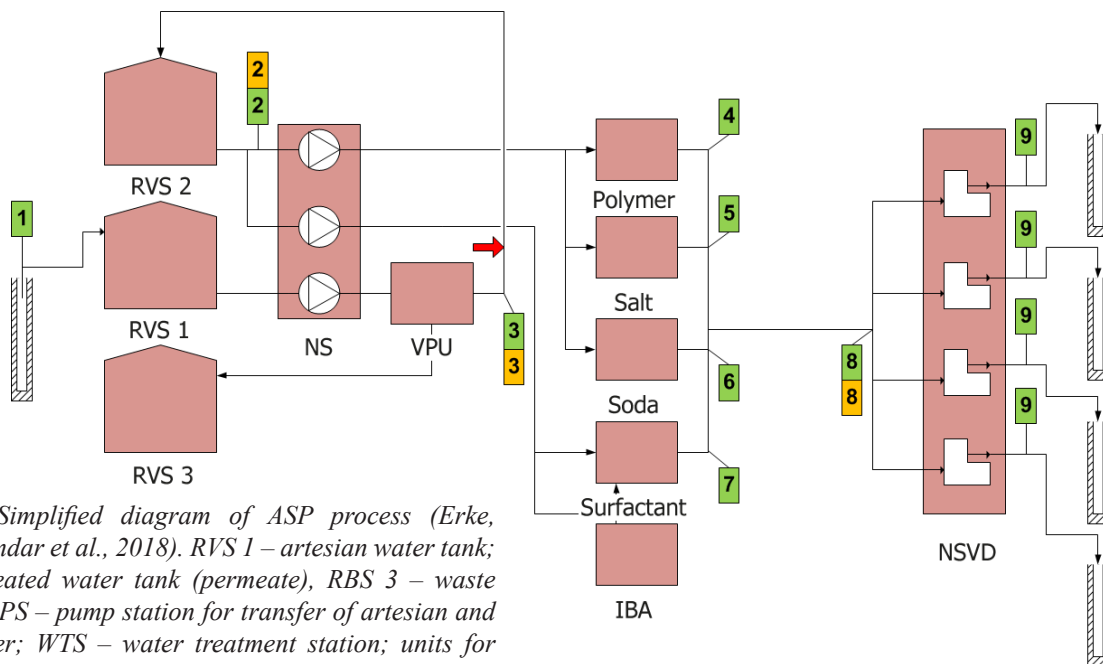 2
2
RVS 2
1
RVS 1
RVS 3
NS
VPU
3
3
4
Polymer
5
Salt
6
Soda
7
Surfactant
IBA
8
8
9
9
9
9
NSVD
Simplified diagram of ASP process (Erke,
ndar et al., 2018). RVS 1 – artesian water tank;
eated water tank (permeate), RBS 3 – waste
PS – pump station for transfer of artesian and
er; WTS – water treatment station; units for